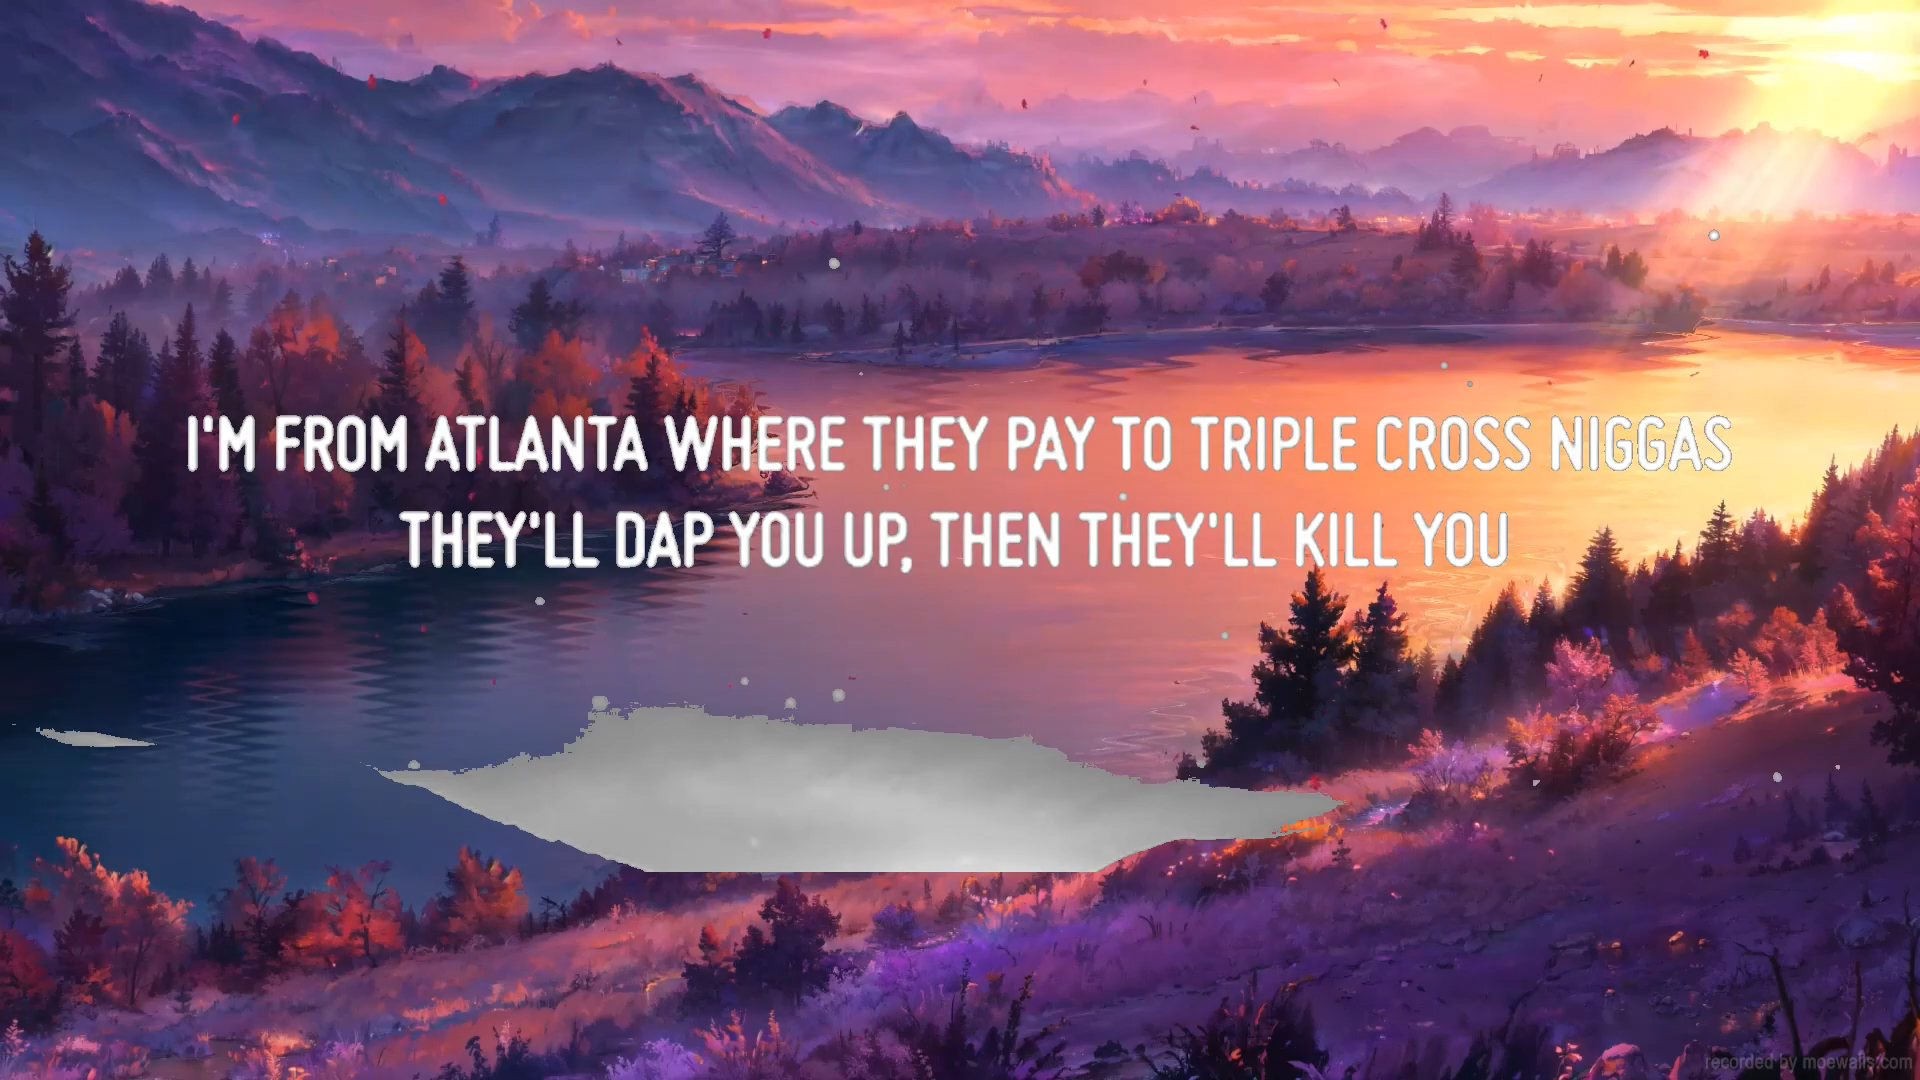 I'M FROM ATLANTA WHERE THEY PAY TO TRIPLE CROSS NIGGAS
THEY'LL DAP YOU UP, THEN THEY'LL KILL YOU
recorded by moewalls.com